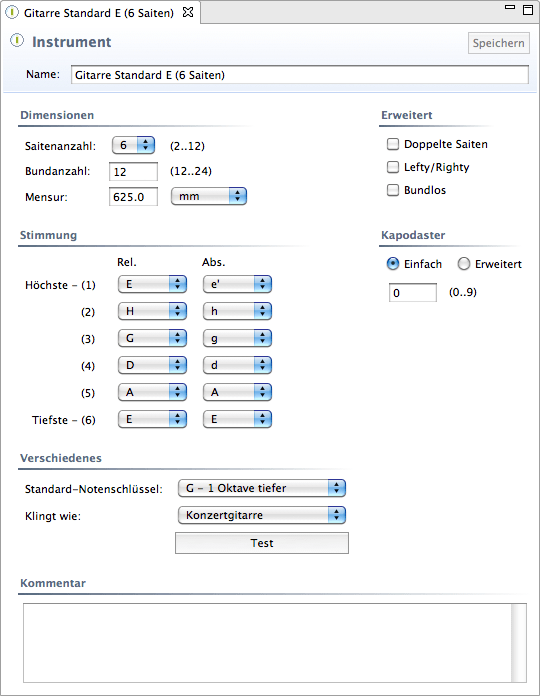 Gitarre Standard E (6 Saiten)
Instrument
Speichern
Name: Gitarre Standard E (6 Saiten)
Dimensionen
Saitenanzahl: 6 (2..12)
Bundanzahl: 12 (12..24)
Mensur: 625.0 mm
Erweitert
Doppelte Saiten
Lefty/Righty
Bundlos
Stimmung
Rel. Abs.
Höchste - (1) E e'
(2) H h
(3) G g
(4) D d
(5) A A
Tiefste - (6) E E
Kapodaster
Einfach Erweitert
0 (0..9)
Verschiedenes
Standard-Notenschlüssel: G - 1 Oktave tiefer
Klingt wie: Konzertgitarre
Test
Kommentar